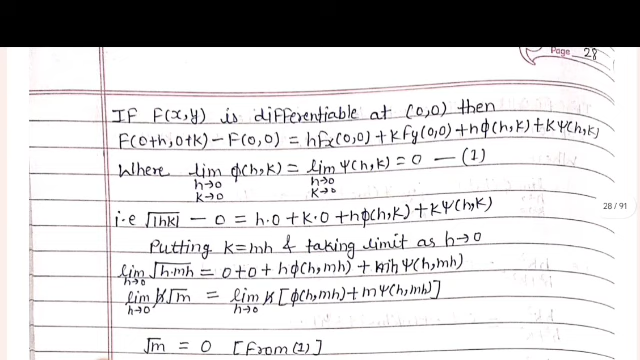 Page 28
If F(x,y) is differentiable at (0,0) then
F(0+h,0+k) - F(0,0) = hfx(0,0) + kfy(0,0) + hϕ(h,k) + kψ(h,k)
Where lim h→0 k→0 ϕ(h,k) = lim h→0 k→0 ψ(h,k) = 0 — (1)
i.e √|hk| - 0 = h·0 + k·0 + hϕ(h,k) + kψ(h,k)
28 / 91
Putting k=mh & taking limit as h→0
lim h→0 √h·mh = 0+0 + hϕ(h,mh) + mhψ(h,mh)
lim h→0 h√m = lim h→0 h[ϕ(h,mh) + mψ(h,mh)]
√m = 0 [From (1)]